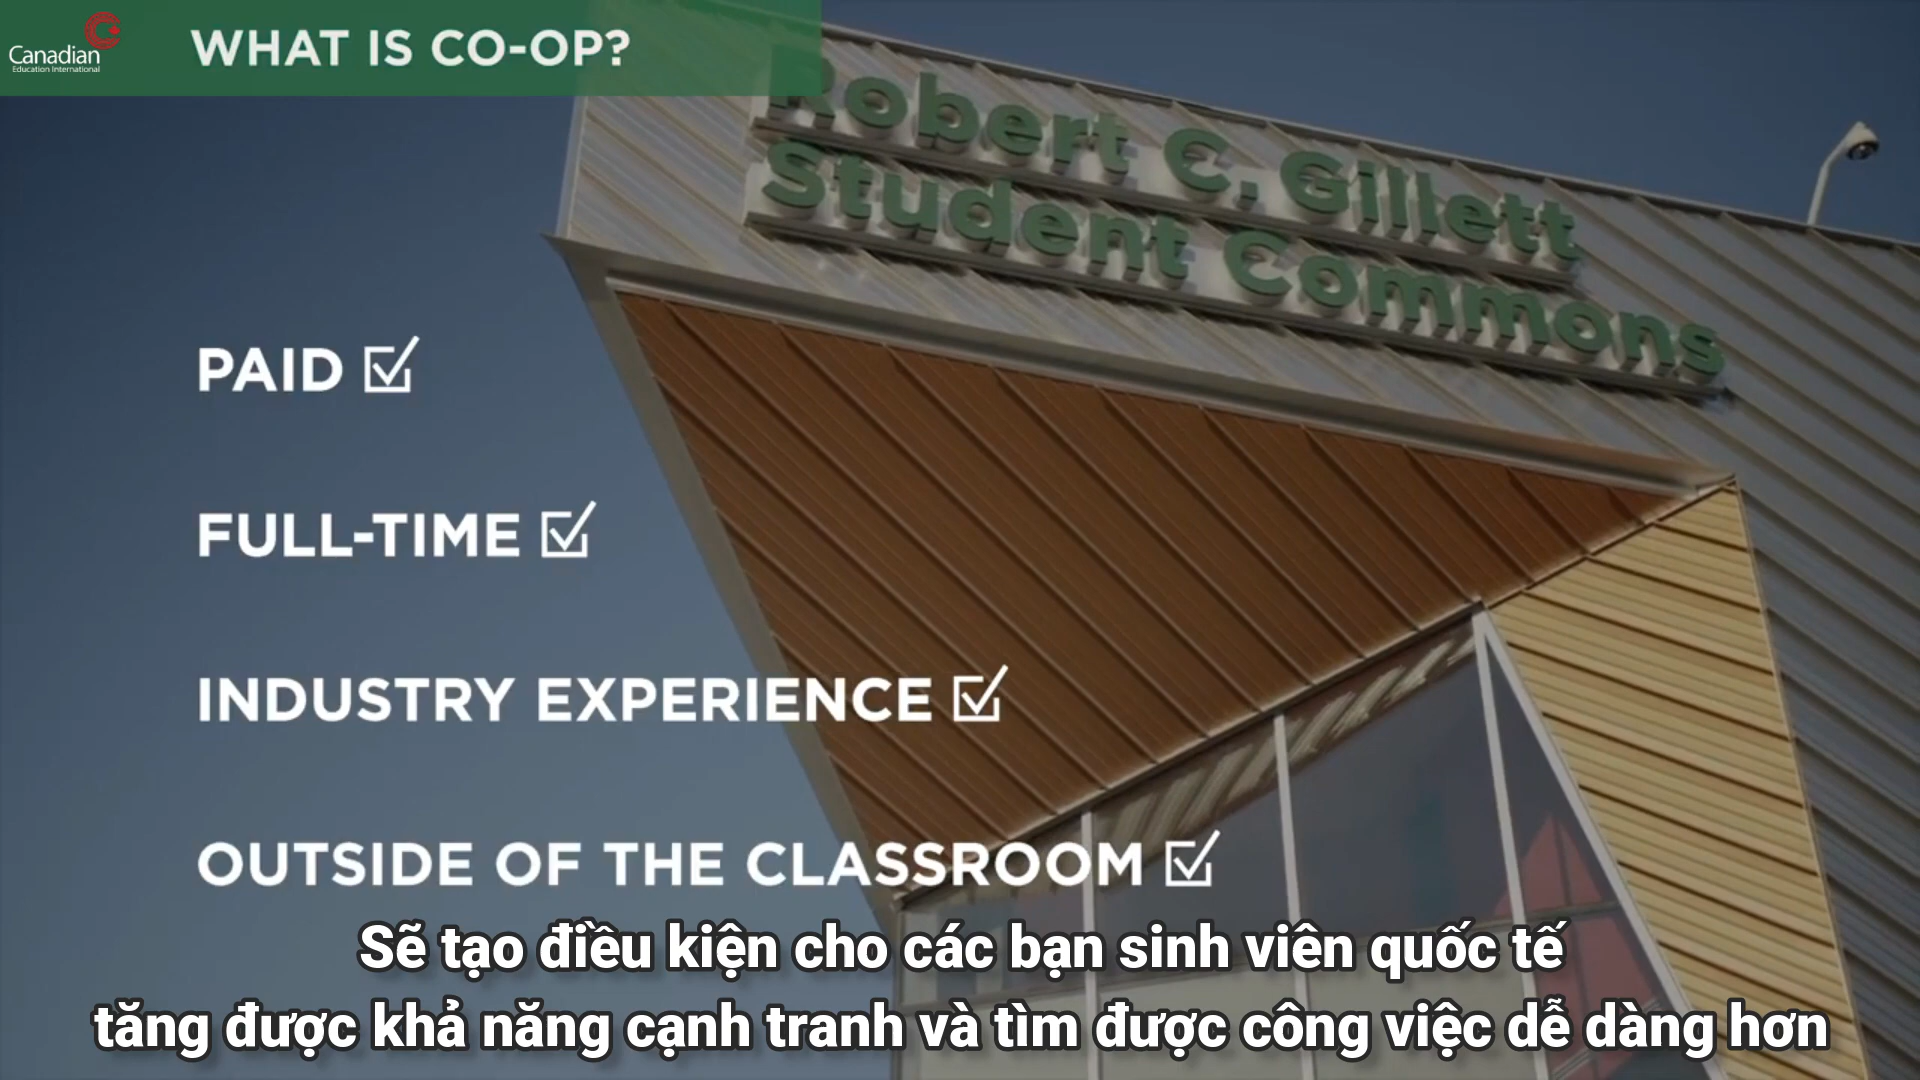 Canadian
Education International
WHAT IS CO-OP?
Robert C. Gillett
Student Commons
PAID
FULL-TIME
INDUSTRY EXPERIENCE
OUTSIDE OF THE CLASSROOM
Sẽ tạo điều kiện cho các bạn sinh viên quốc tế
tăng được khả năng cạnh tranh và tìm được công việc dễ dàng hơn